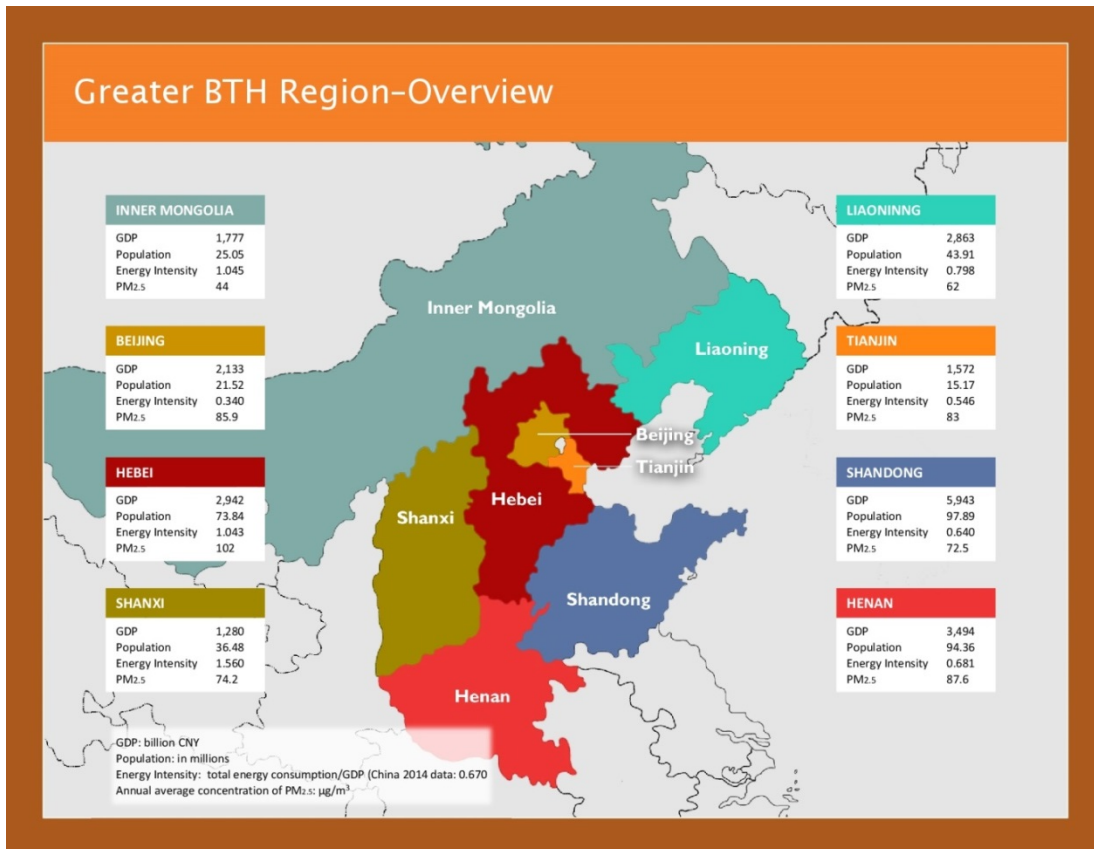 Greater BTH Region-Overview
INNER MONGOLIA
GDP 1,777
Population 25.05
Energy Intensity 1.045
PM2.5 44
BEIJING
GDP 2,133
Population 21.52
Energy Intensity 0.340
PM2.5 85.9
HEBEI
GDP 2,942
Population 73.84
Energy Intensity 1.043
PM2.5 102
SHANXI
GDP 1,280
Population 36.48
Energy Intensity 1.560
PM2.5 74.2
Inner Mongolia
Liaoning
Beijing
Tianjin
Hebei
Shanxi
Shandong
Henan
LIAONINNG
GDP 2,863
Population 43.91
Energy Intensity 0.798
PM2.5 62
TIANJIN
GDP 1,572
Population 15.17
Energy Intensity 0.546
PM2.5 83
SHANDONG
GDP 5,943
Population 97.89
Energy Intensity 0.640
PM2.5 72.5
HENAN
GDP 3,494
Population 94.36
Energy Intensity 0.681
PM2.5 87.6
GDP: billion CNY
Population: in millions
Energy Intensity: total energy consumption/GDP (China 2014 data: 0.670
Annual average concentration of PM2.5: µg/m³